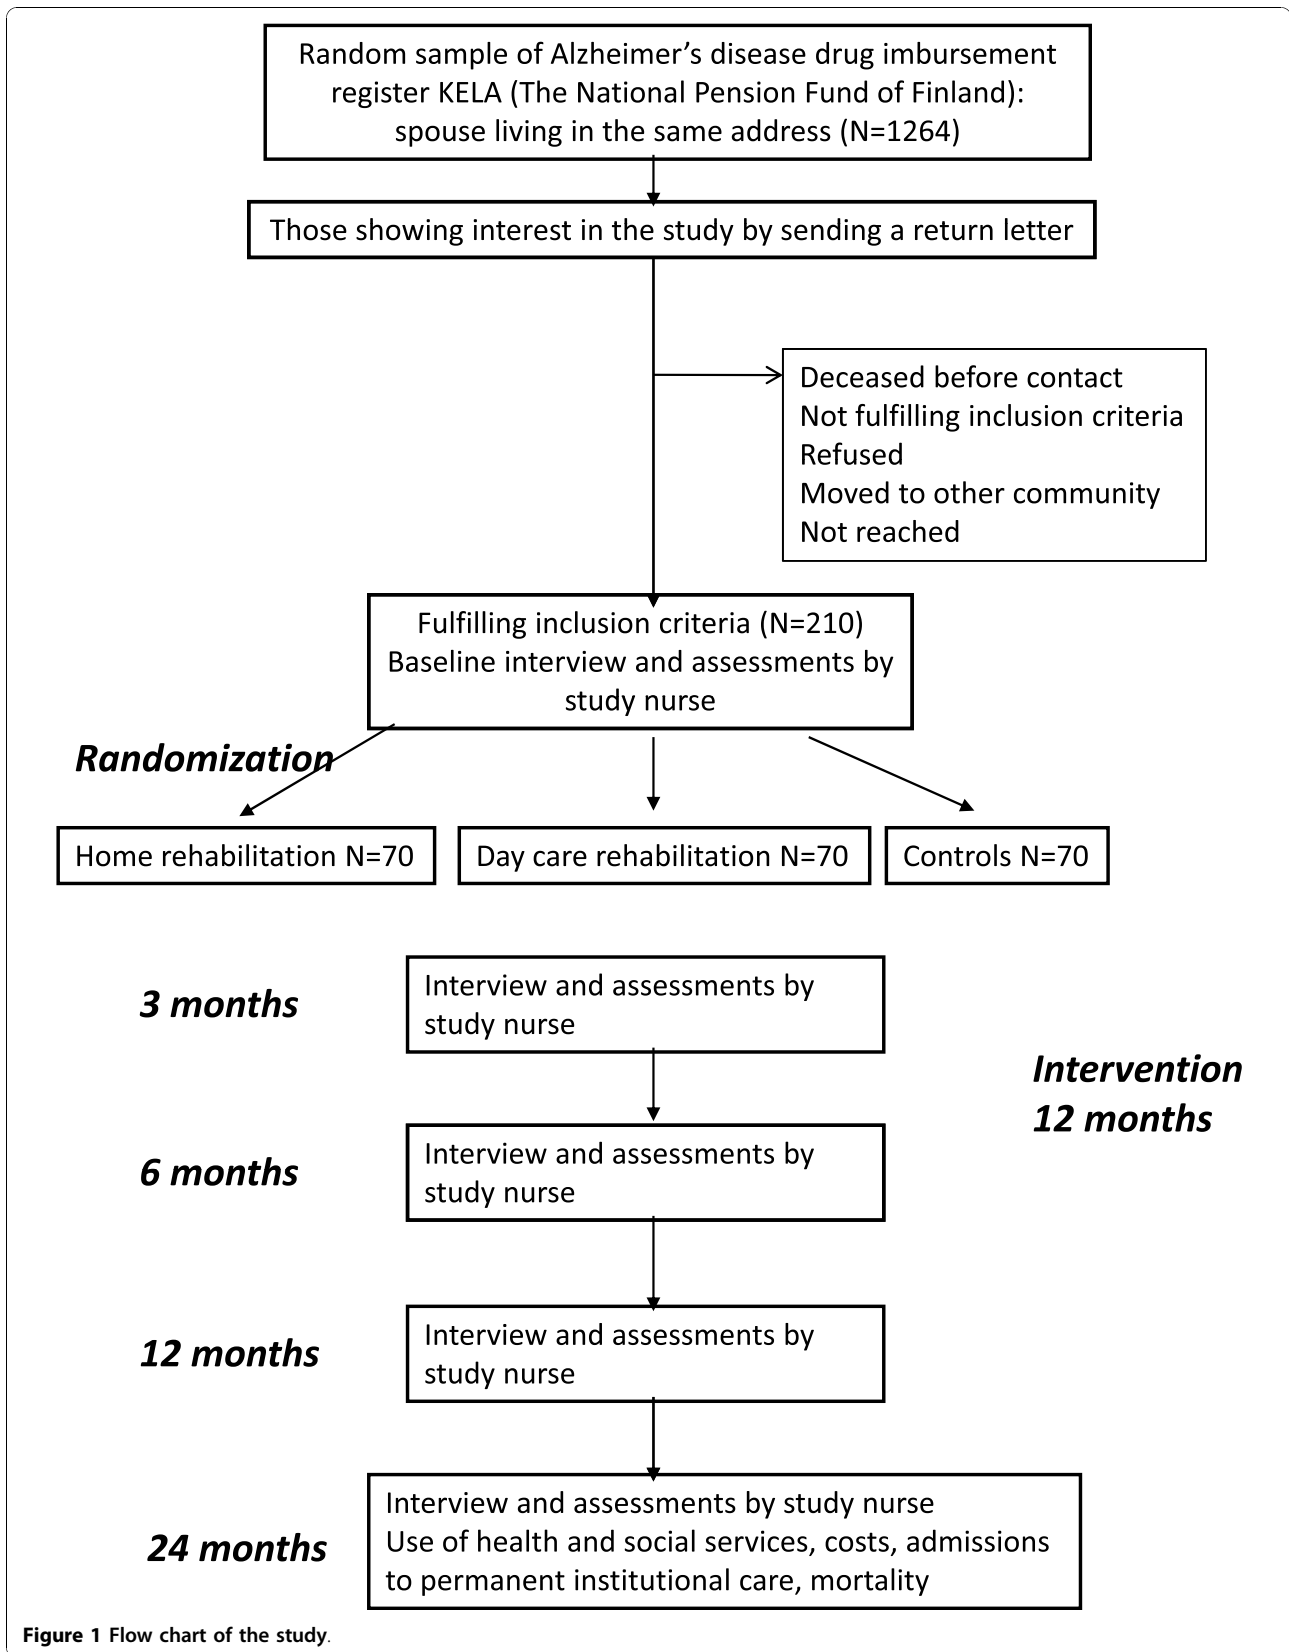 Random sample of Alzheimer’s disease drug imbursement
register KELA (The National Pension Fund of Finland):
spouse living in the same address (N=1264)
Those showing interest in the study by sending a return letter
Deceased before contact
Not fulfilling inclusion criteria
Refused
Moved to other community
Not reached
Fulfilling inclusion criteria (N=210)
Baseline interview and assessments by
study nurse
Randomization
Home rehabilitation N=70
Day care rehabilitation N=70
Controls N=70
3 months
Interview and assessments by
study nurse
Intervention
12 months
6 months
Interview and assessments by
study nurse
12 months
Interview and assessments by
study nurse
24 months
Interview and assessments by study nurse
Use of health and social services, costs, admissions
to permanent institutional care, mortality
Figure 1 Flow chart of the study.